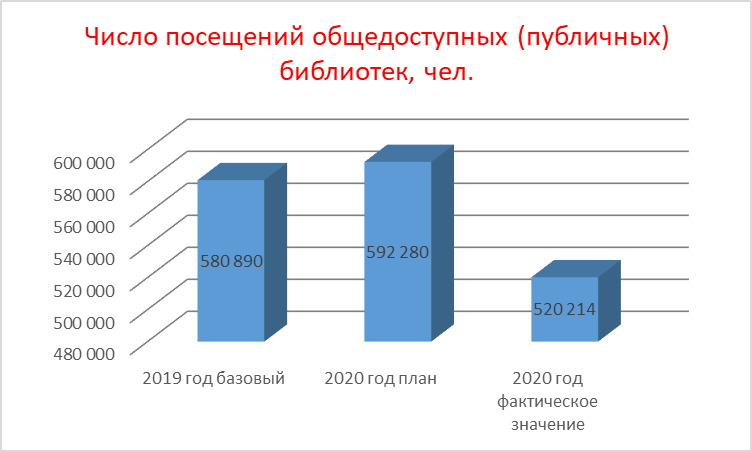 Число посещений общедоступных (публичных)
библиотек, чел.
600 000
580 000
560 000
540 000
520 000
500 000
480 000
580 890
592 280
520 214
2019 год базовый
2020 год план
2020 год
фактическое
значение